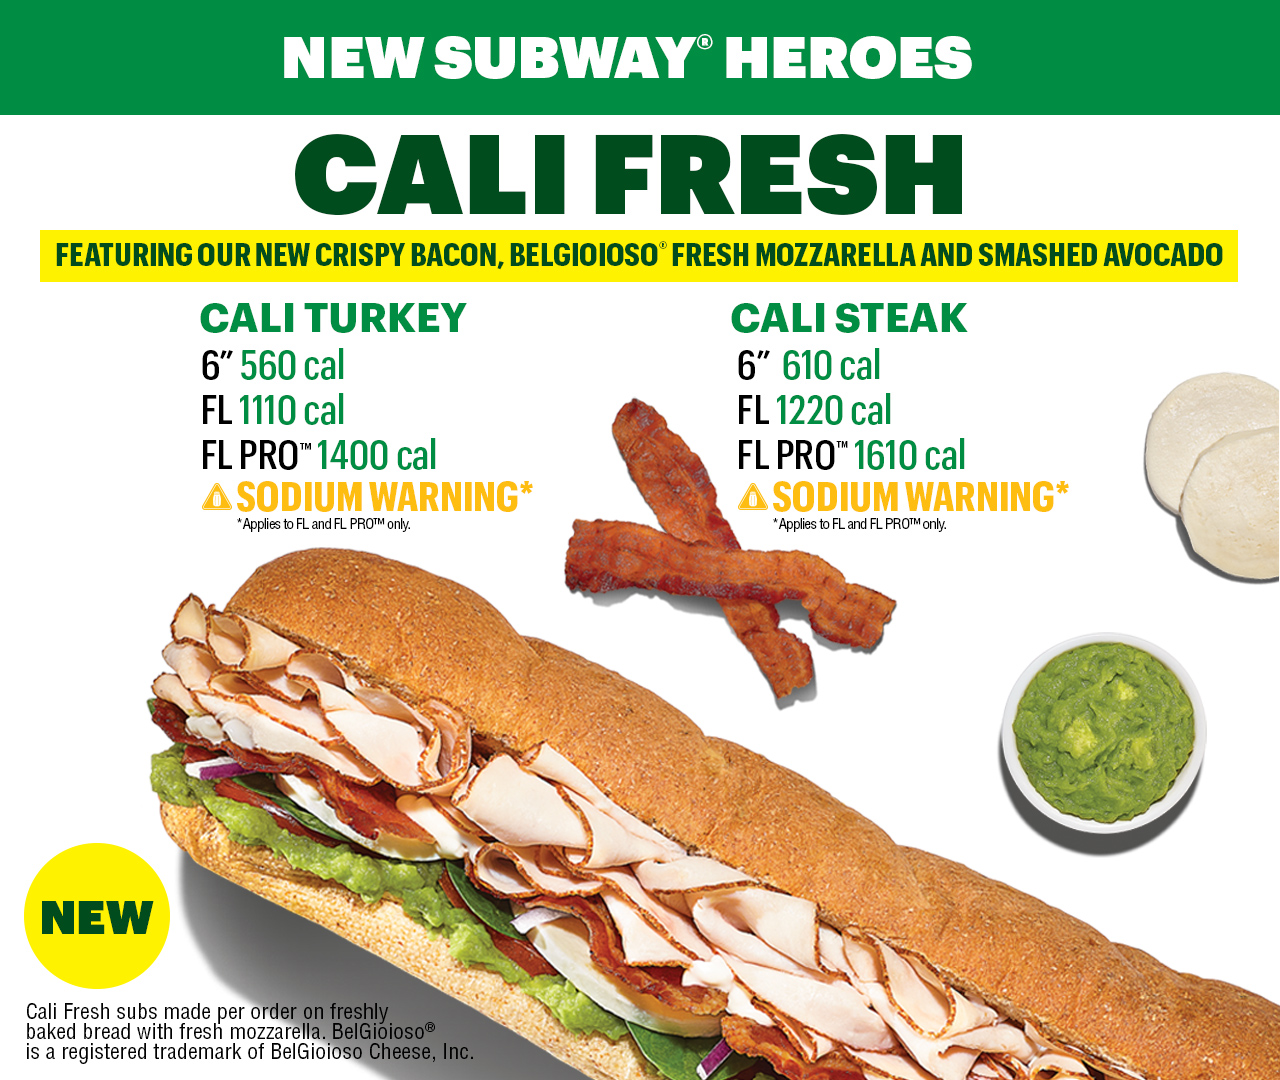 NEW SUBWAY® HEROES
CALI FRESH
FEATURING OUR NEW CRISPY BACON, BELGIOIOSO® FRESH MOZZARELLA AND SMASHED AVOCADO
CALI TURKEY
6” 560 cal
FL 1110 cal
FL PRO™ 1400 cal
SODIUM WARNING*
*Applies to FL and FL PRO™ only.
CALI STEAK
6” 610 cal
FL 1220 cal
FL PRO™ 1610 cal
SODIUM WARNING*
*Applies to FL and FL PRO™ only.
NEW
Cali Fresh subs made per order on freshly
baked bread with fresh mozzarella. BelGioioso®
is a registered trademark of BelGioioso Cheese, Inc.